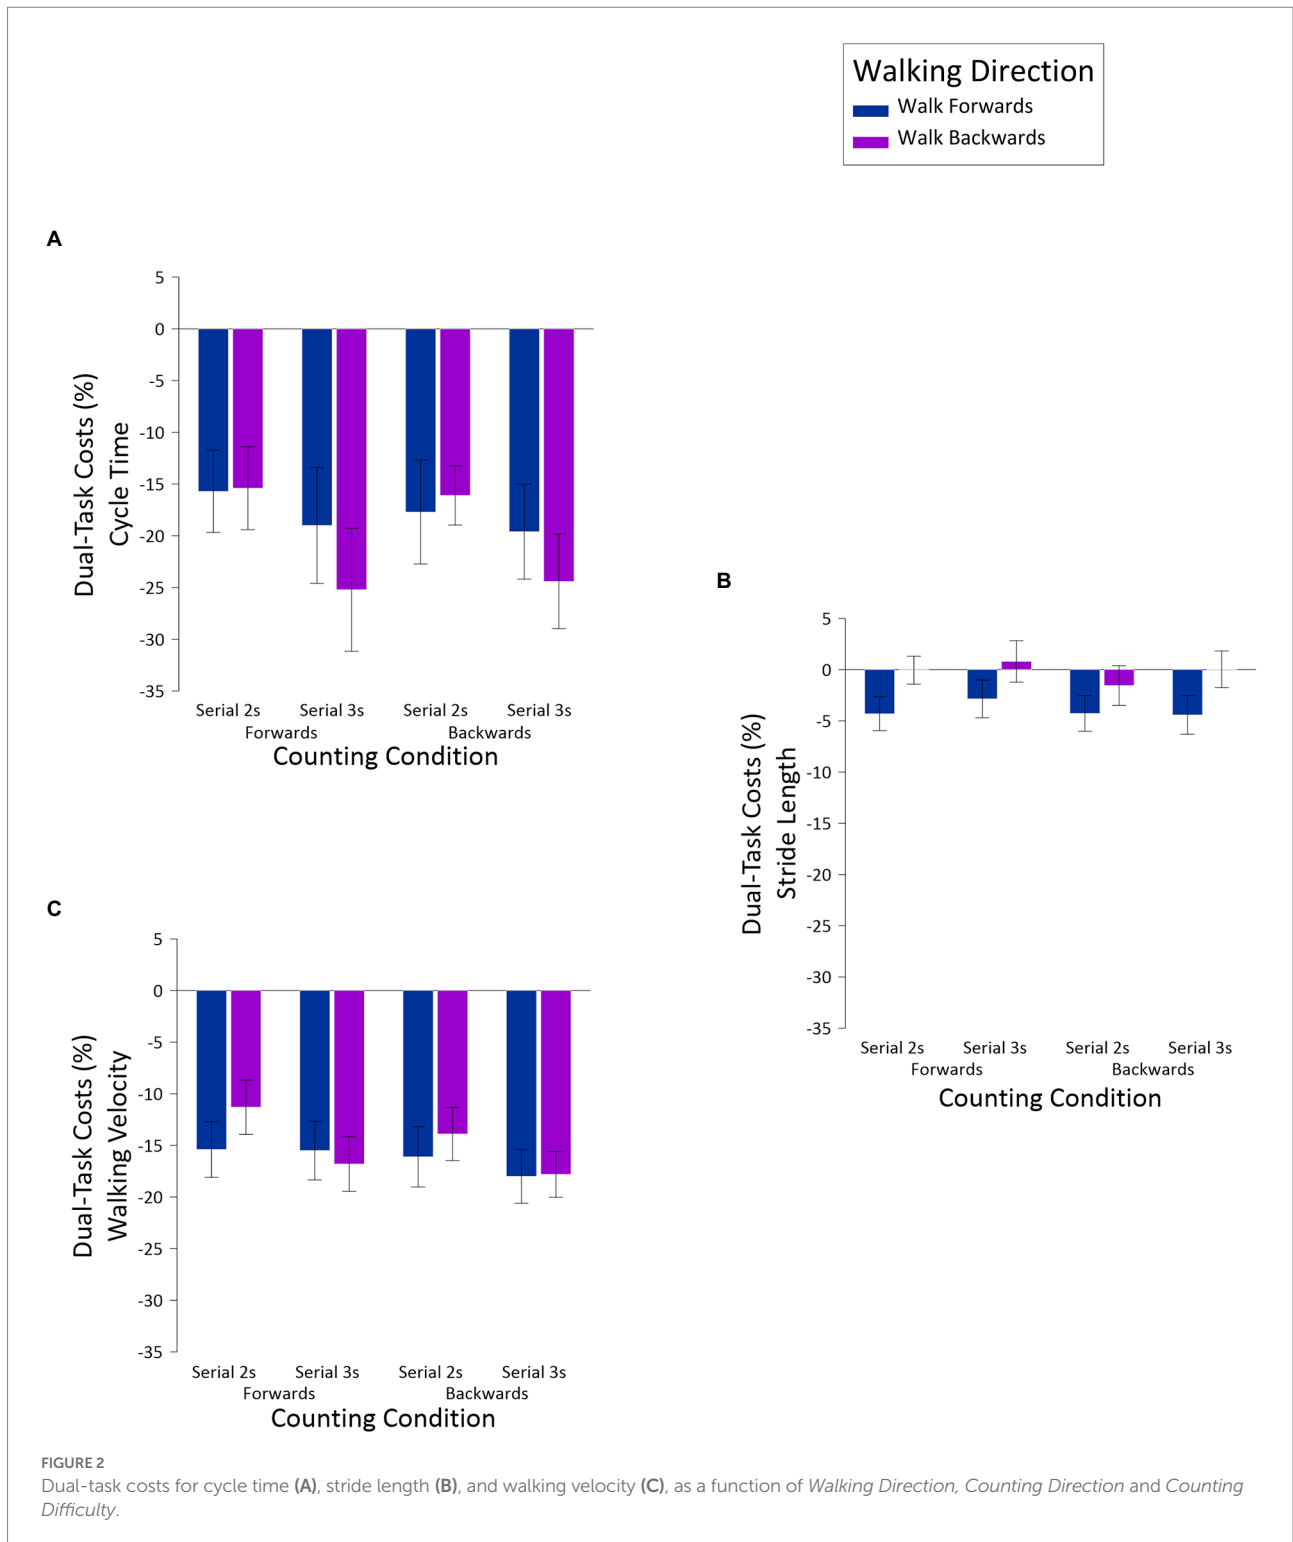 Walking Direction
Walk Forwards
Walk Backwards
A
5
0
-5
-10
-15
-20
-25
-30
-35
Dual-Task Costs (%)
Cycle Time
Serial 2s Serial 3s Serial 2s Serial 3s
Forwards Backwards
Counting Condition
B
5
0
-5
-10
-15
-20
-25
-30
-35
Dual-Task Costs (%)
Stride Length
Serial 2s Serial 3s Serial 2s Serial 3s
Forwards Backwards
Counting Condition
C
5
0
-5
-10
-15
-20
-25
-30
-35
Dual-Task Costs (%)
Walking Velocity
Serial 2s Serial 3s Serial 2s Serial 3s
Forwards Backwards
Counting Condition
FIGURE 2
Dual-task costs for cycle time (A), stride length (B), and walking velocity (C), as a function of Walking Direction, Counting Direction and Counting
Difficulty.